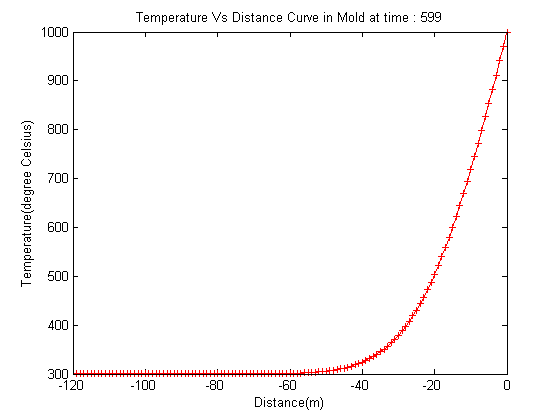 Temperature Vs Distance Curve in Mold at time : 599
1000
900
800
700
600
500
400
300
Temperature(degree Celsius)
-120 -100 -80 -60 -40 -20 0
Distance(m)